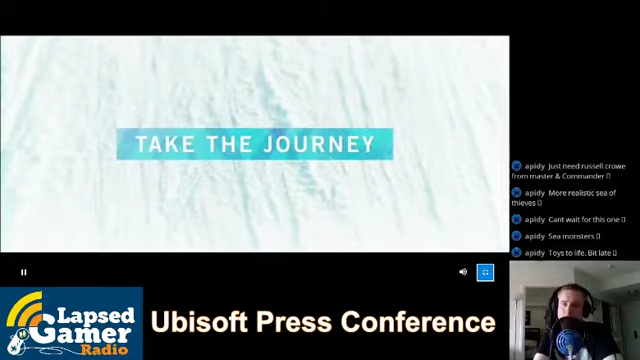 TAKE THE JOURNEY
apidy Just need russell crowe
from master & Commander
apidy More realistic sea of
thieves
apidy Cant wait for this one
apidy Sea monsters
apidy Toys to life. Bit late
Lapsed
Gamer
Radio
Ubisoft Press Conference